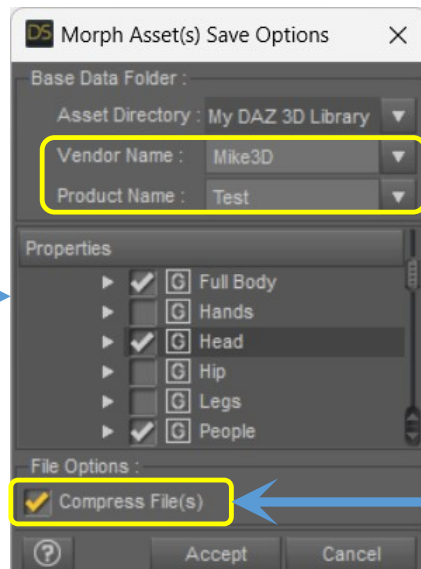 DS Morph Asset(s) Save Options
Base Data Folder :
Asset Directory : My DAZ 3D Library
Vendor Name : Mike3D
Product Name : Test
Properties
G Full Body
G Hands
G Head
G Hip
G Legs
G People
File Options :
Compress File(s)
? Accept Cancel